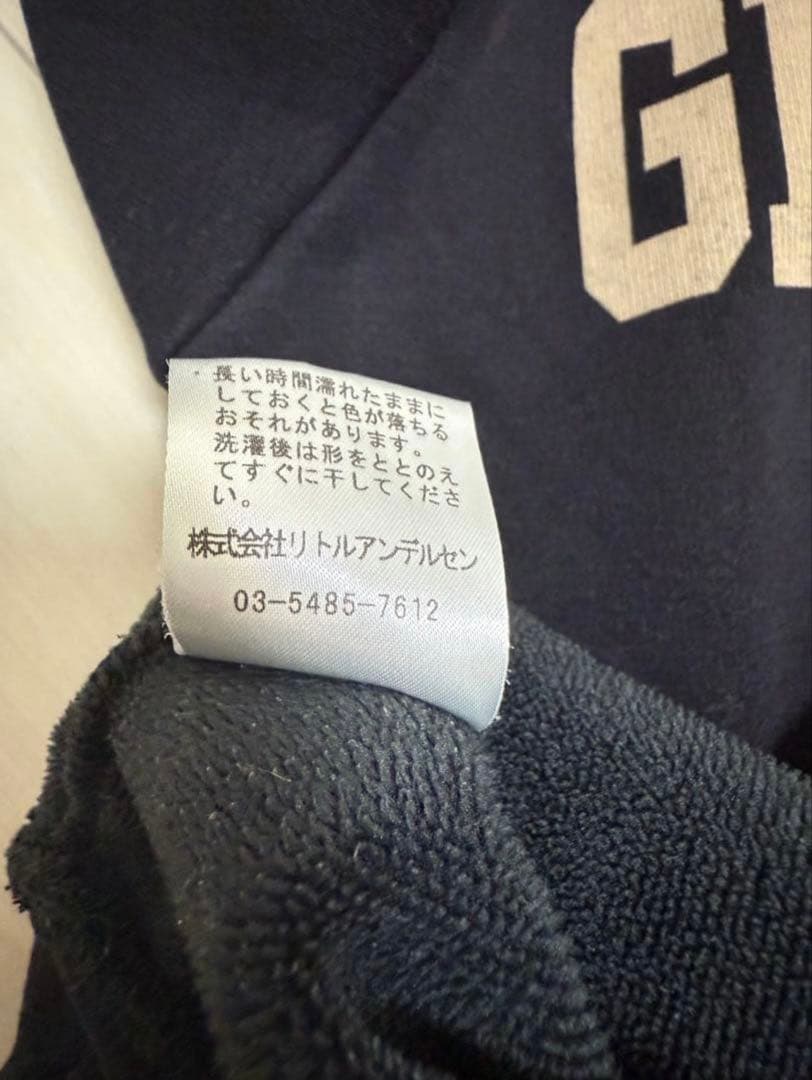 G
・長い時間濡れたままに
しておくと色が落ちる
おそれがあります。
洗濯後は形をととのえ
てすぐに干してくださ
い。
株式会社リトルアンデルセン
03-5485-7612